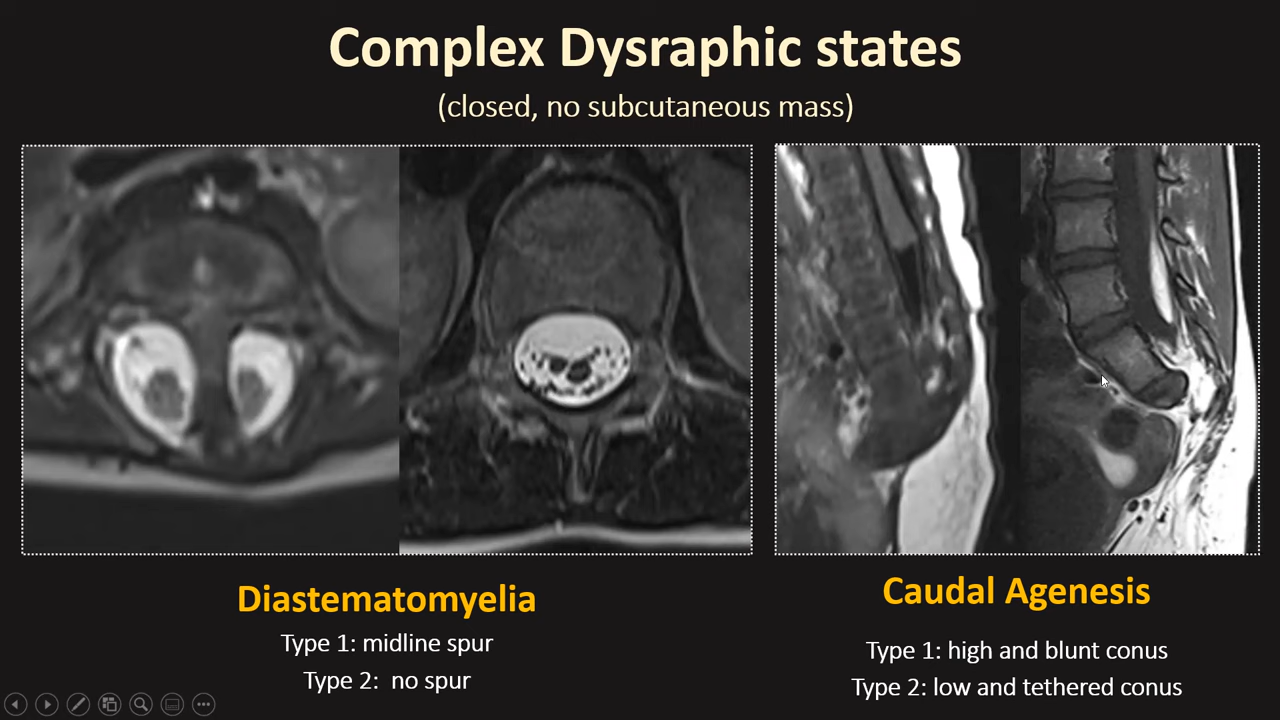 Complex Dysraphic states
(closed, no subcutaneous mass)
Diastematomyelia
Type 1: midline spur
Type 2:  no spur
Caudal Agenesis
Type 1: high and blunt conus
Type 2: low and tethered conus